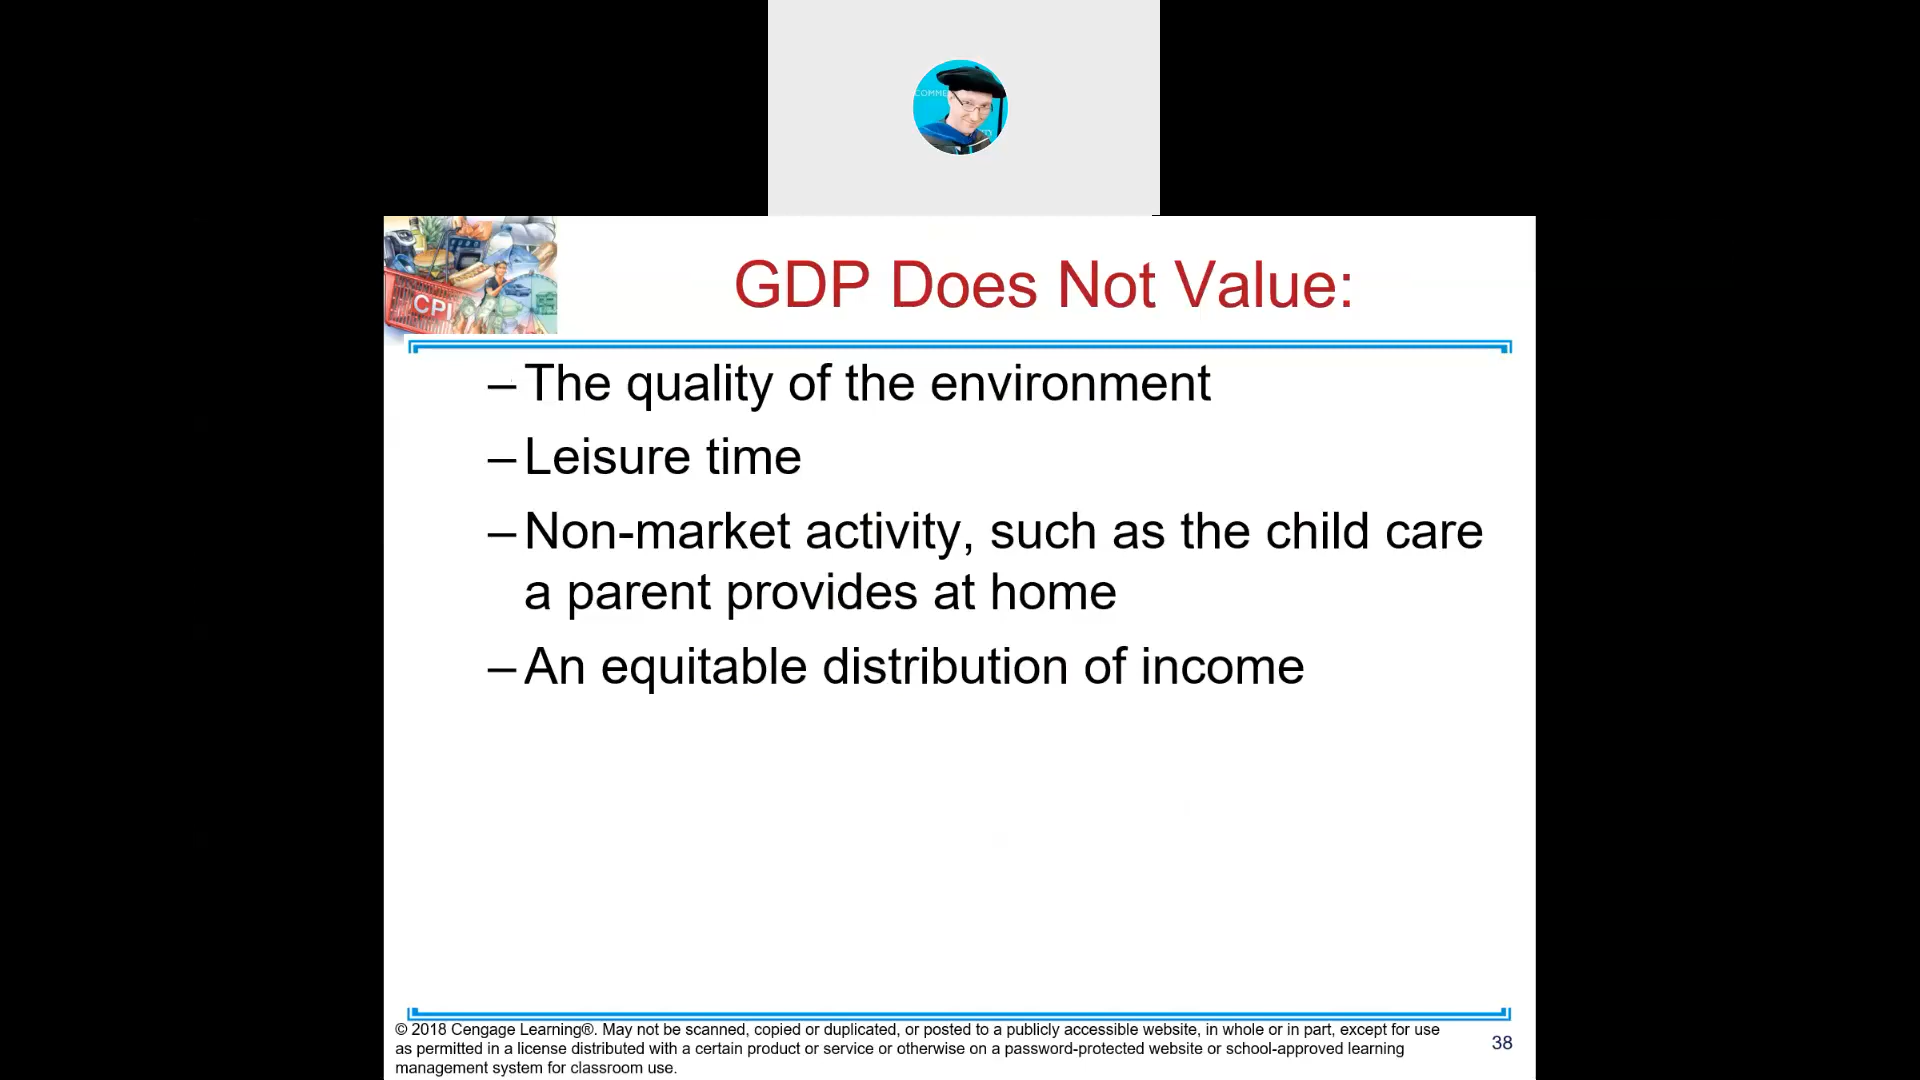 COMME
GDP Does Not Value:
CPI
– The quality of the environment
– Leisure time
– Non-market activity, such as the child care
a parent provides at home
– An equitable distribution of income
© 2018 Cengage Learning®. May not be scanned, copied or duplicated, or posted to a publicly accessible website, in whole or in part, except for use
as permitted in a license distributed with a certain product or service or otherwise on a password-protected website or school-approved learning
management system for classroom use.
38